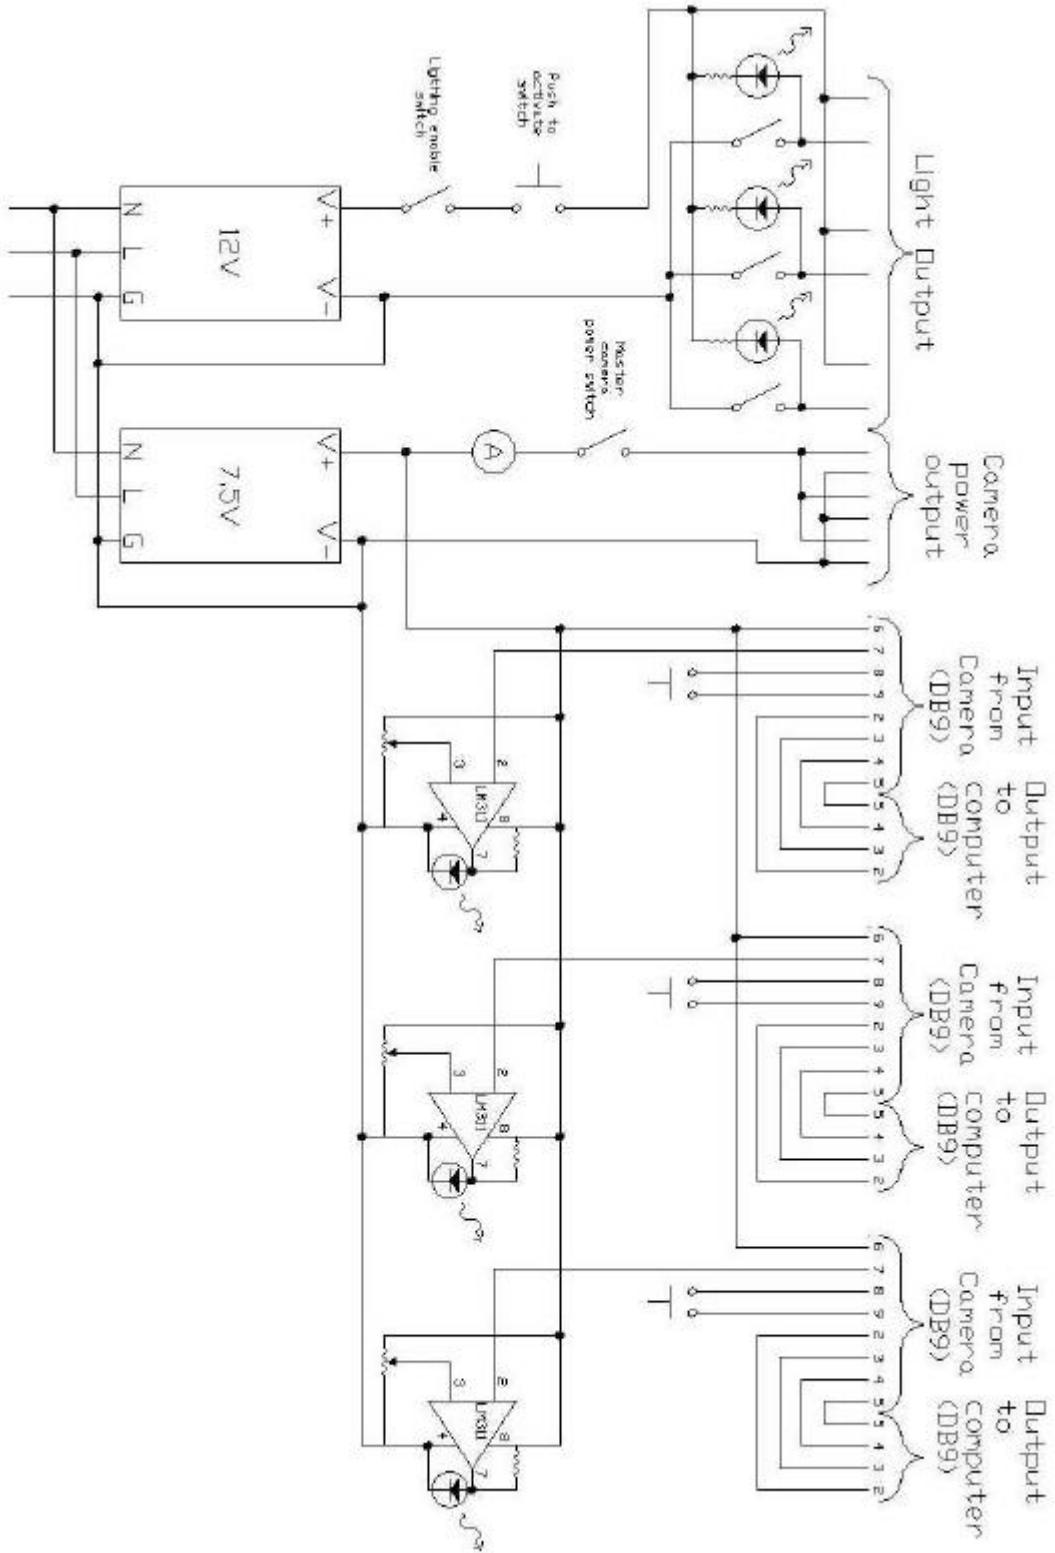 Light Output
Camera
power
output
Input
from
Camera
(DB9)
Output
to
computer
(DB9)
Input
from
Camera
(DB9)
Output
to
computer
(DB9)
Input
from
Camera
(DB9)
Output
to
computer
(DB9)
6 7 8 9 2 3 4 5 5 4 3 2
6 7 8 9 2 3 4 5 5 4 3 2
6 7 8 9 2 3 4 5 5 4 3 2
Push to
activate
switch
Lighting enable
switch
Master
camera
power switch
A
V+ V-
12V
N L G
V+ V-
7.5V
N L G
2
3
LM311
8
4
7
2
3
LM311
8
4
7
2
3
LM311
8
4
7